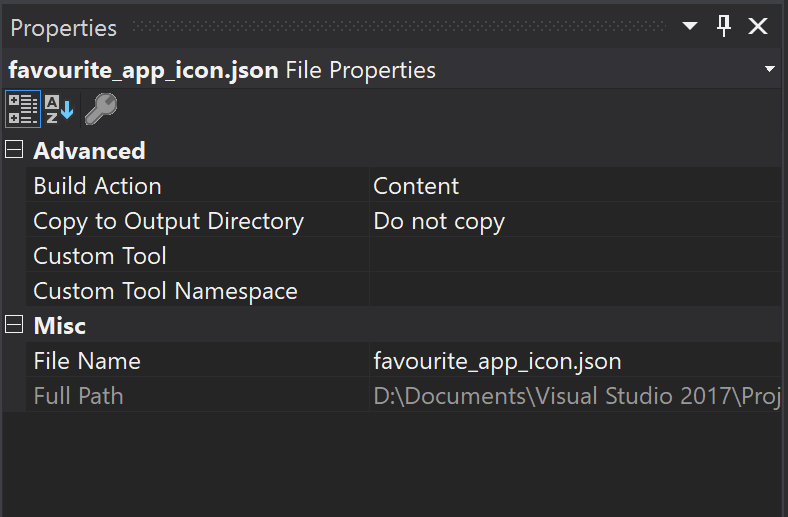 Properties
favourite_app_icon.json File Properties
AZ
Advanced
Build Action Content
Copy to Output Directory Do not copy
Custom Tool
Custom Tool Namespace
Misc
File Name favourite_app_icon.json
Full Path D:\Documents\Visual Studio 2017\Proj